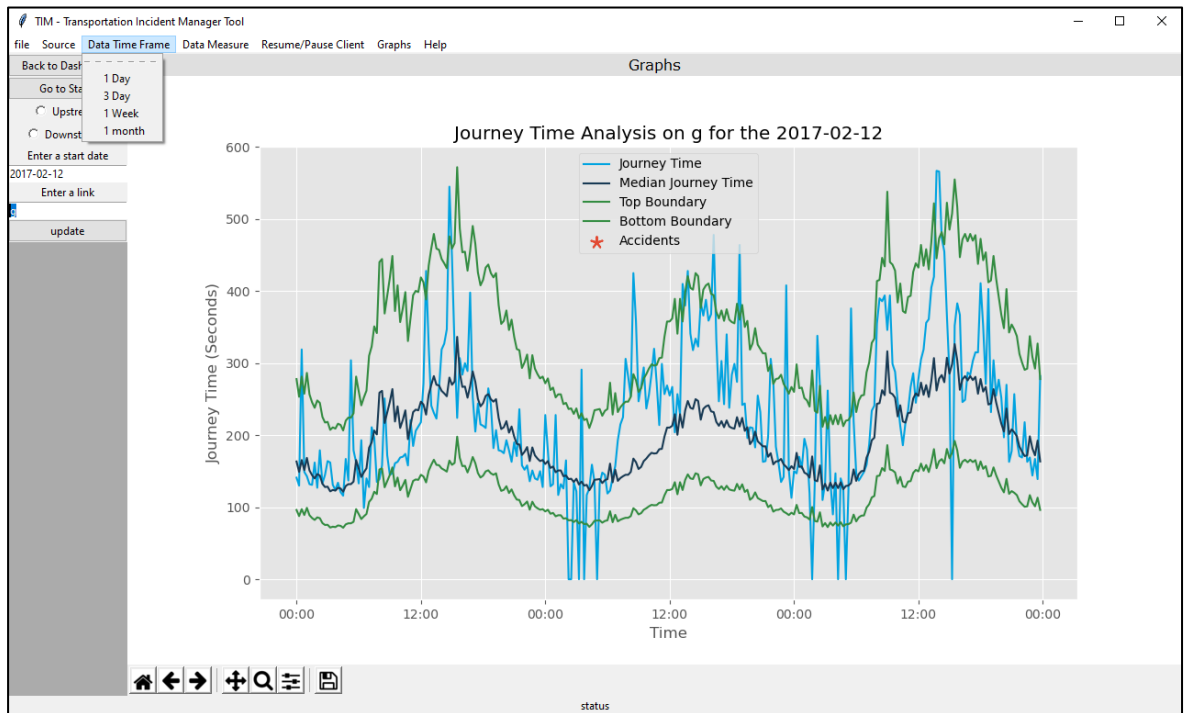 TIM - Transportation Incident Manager Tool
file Source Data Time Frame Data Measure Resume/Pause Client Graphs Help
Back to Dash
Graphs
1 Day
Go to Sta
3 Day
Upstre
1 Week
Downst
1 month
Enter a start date
2017-02-12
Enter a link
g
update
Journey Time Analysis on g for the 2017-02-12
Journey Time
Median Journey Time
Top Boundary
Bottom Boundary
Accidents
Journey Time (Seconds)
600
500
400
300
200
100
0
00:00 12:00 00:00 12:00 00:00 12:00 00:00
Time
status